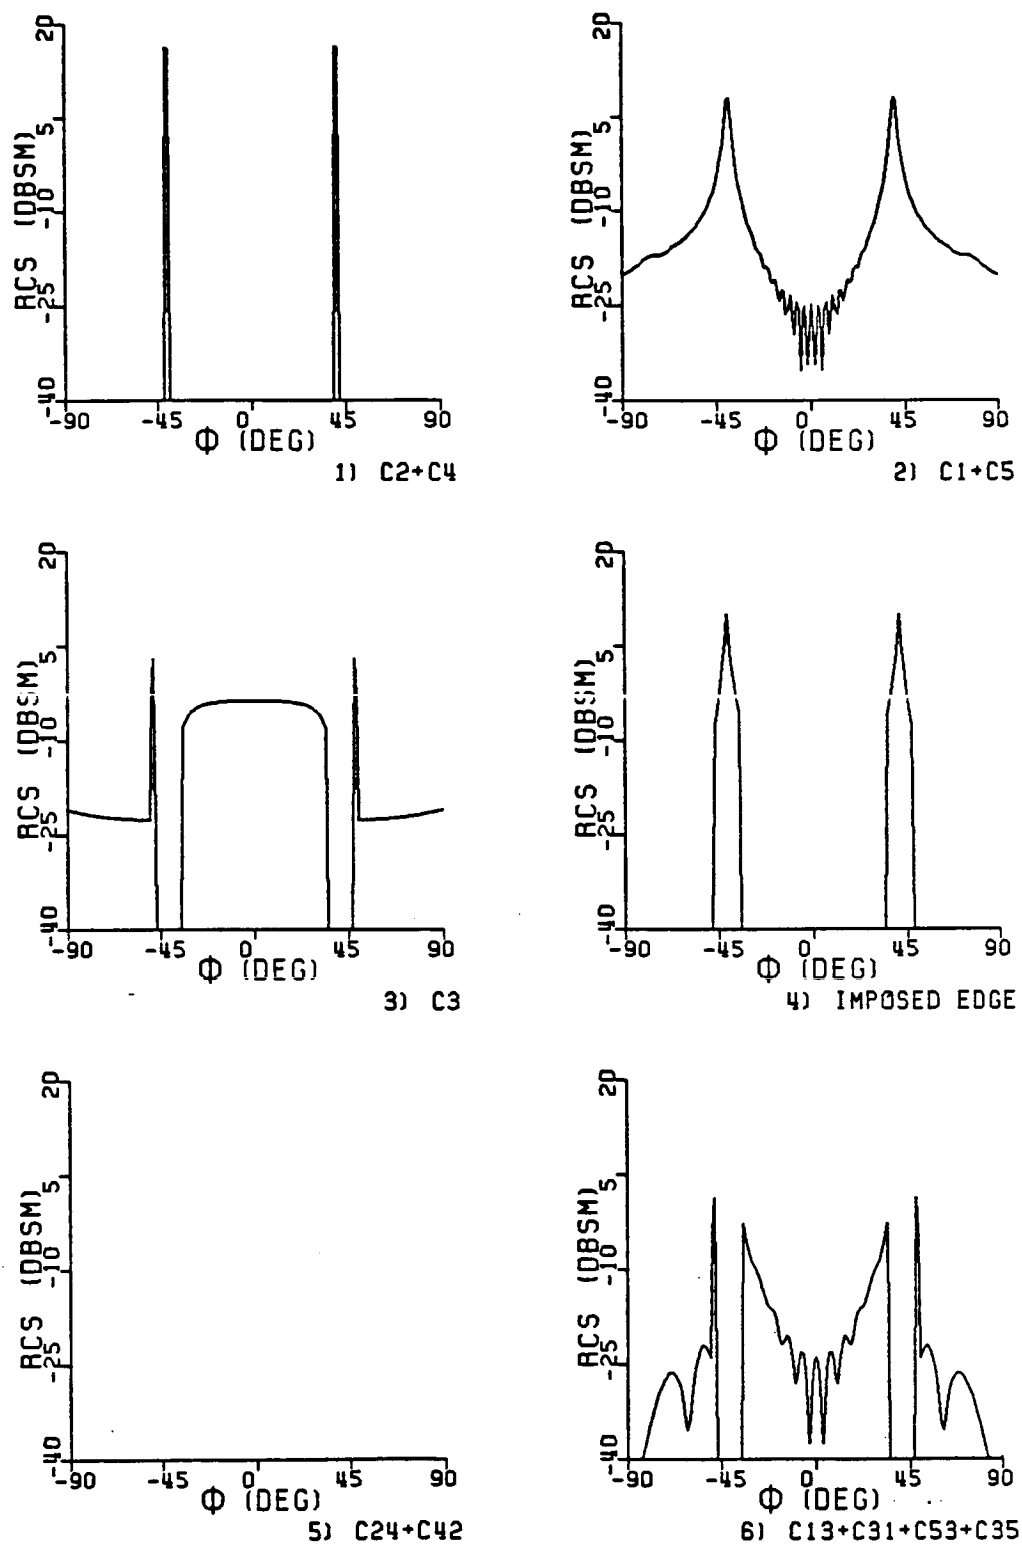 20
5
-10
-25
-40
RCS (DBSM)
-90 -45 0 45 90
Φ (DEG)
1) C2+C4
20
5
-10
-25
-40
RCS (DBSM)
-90 -45 0 45 90
Φ (DEG)
2) C1+C5
20
5
-10
-25
-40
RCS (DBSM)
-90 -45 0 45 90
Φ (DEG)
3) C3
20
5
-10
-25
-40
RCS (DBSM)
-90 -45 0 45 90
Φ (DEG)
4) IMPOSED EDGE
20
5
-10
-25
-40
RCS (DBSM)
-90 -45 0 45 90
Φ (DEG)
5) C24+C42
20
5
-10
-25
-40
RCS (DBSM)
-90 -45 0 45 90
Φ (DEG)
6) C13+C31+C53+C35